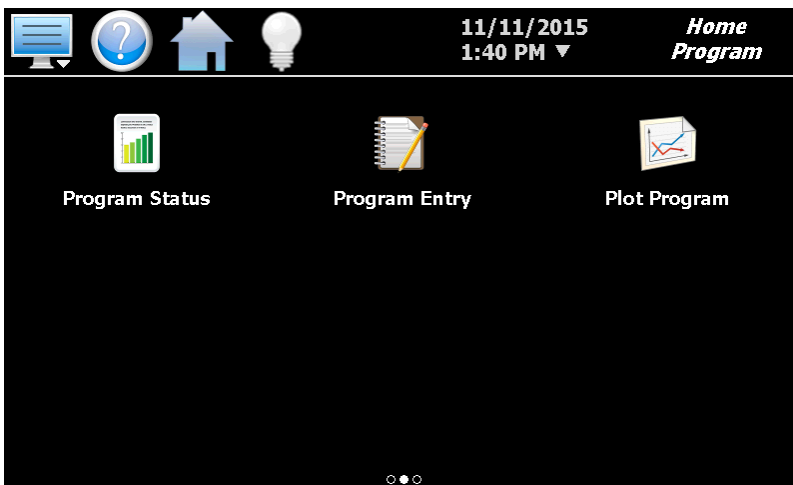 ?
11/11/2015
1:40 PM ▼
Home
Program
Program Status
Program Entry
Plot Program